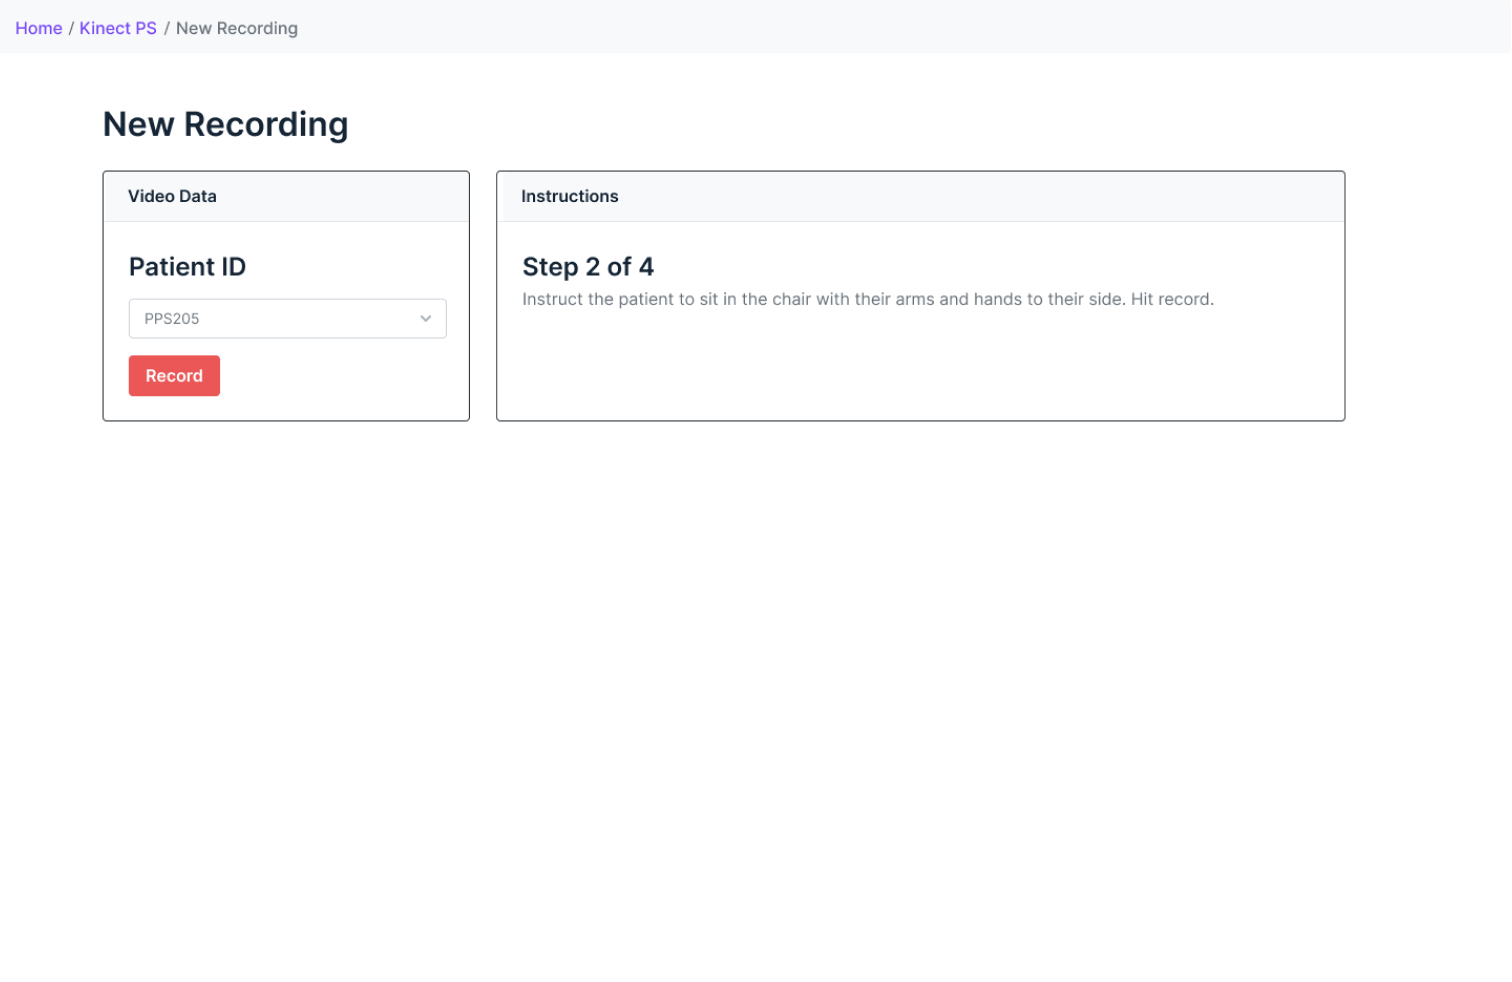 Home / Kinect PS / New Recording
New Recording
Video Data
Patient ID
PPS205
Record
Instructions
Step 2 of 4
Instruct the patient to sit in the chair with their arms and hands to their side. Hit record.